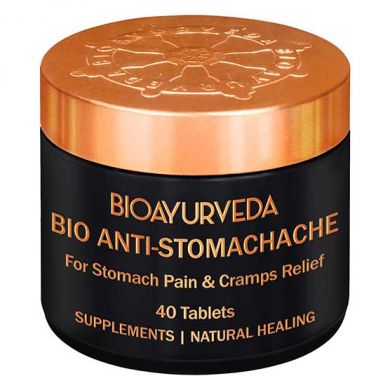 BIOAYURVEDA
BIO ANTI-STOMACHACHE
For Stomach Pain & Cramps Relief
40 Tablets
SUPPLEMENTS | NATURAL HEALING